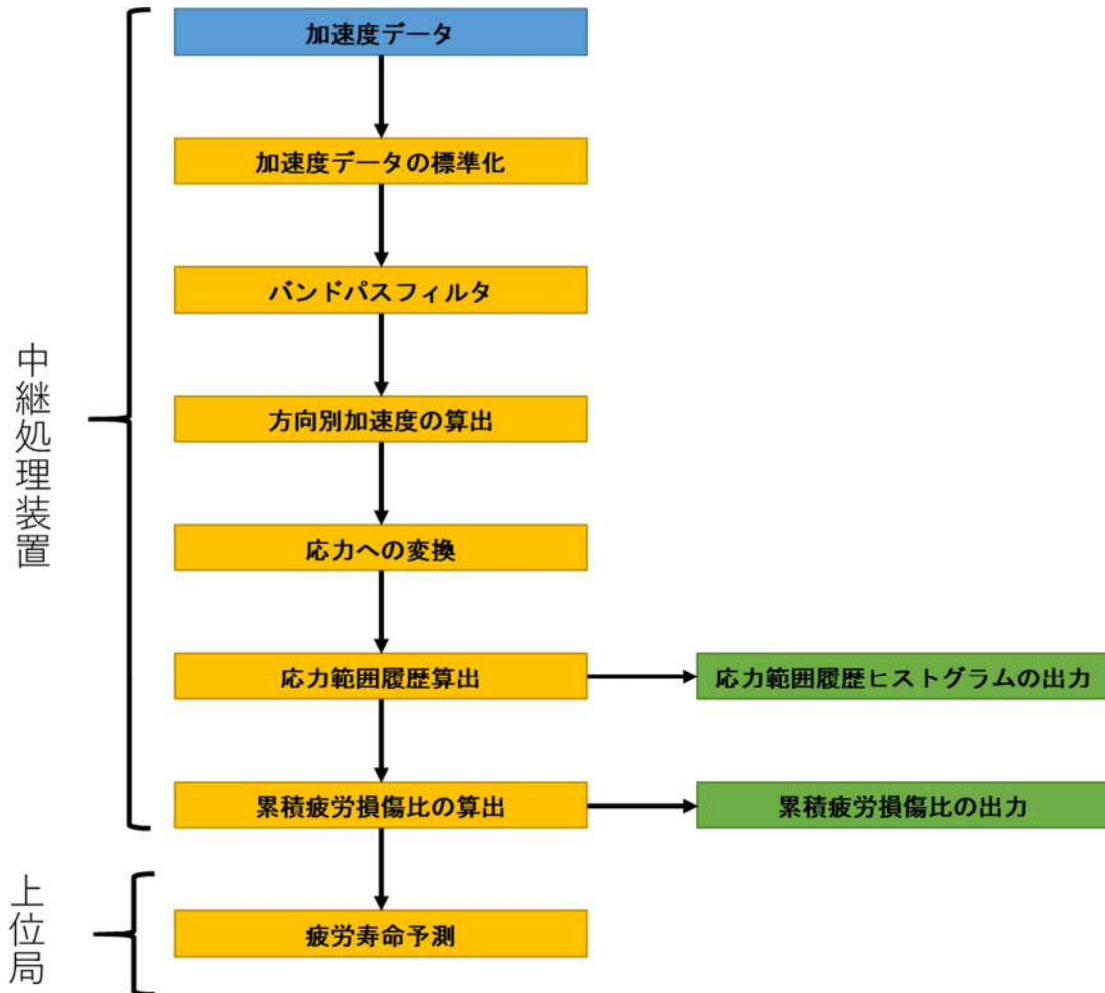 加速度データ
加速度データの標準化
バンドパスフィルタ
方向別加速度の算出
応力への変換
応力範囲履歴算出
応力範囲履歴ヒストグラムの出力
累積疲労損傷比の算出
累積疲労損傷比の出力
疲労寿命予測
中継処理装置
上位局